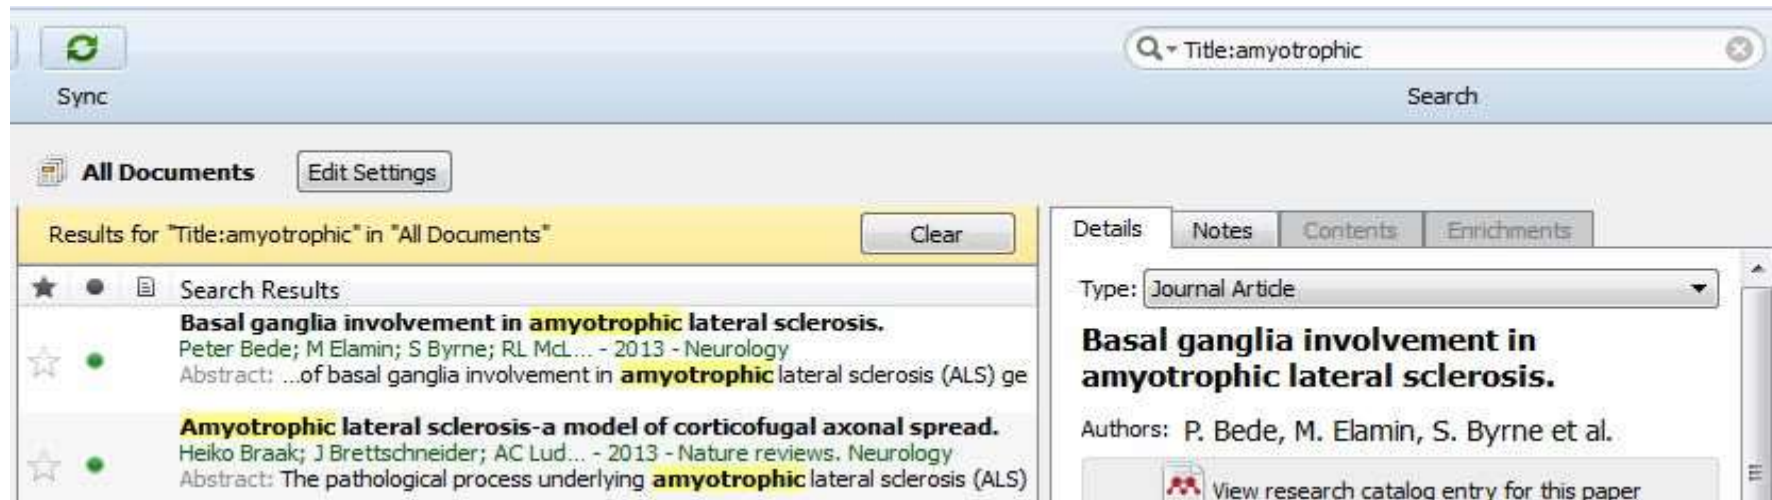 Title:amyotrophic
Sync
Search
All Documents
Edit Settings
Results for "Title:amyotrophic" in "All Documents"
Clear
Search Results
Basal ganglia involvement in amyotrophic lateral sclerosis.
Peter Bede; M Elamin; S Byrne; RL McL... - 2013 - Neurology
Abstract: ...of basal ganglia involvement in amyotrophic lateral sclerosis (ALS) ge
Amyotrophic lateral sclerosis-a model of corticofugal axonal spread.
Heiko Braak; J Brettschneider; AC Lud... - 2013 - Nature reviews. Neurology
Abstract: The pathological process underlying amyotrophic lateral sclerosis (ALS)
Details
Notes
Contents
Enrichments
Type: Journal Article
Basal ganglia involvement in
amyotrophic lateral sclerosis.
Authors: P. Bede, M. Elamin, S. Byrne et al.
View research catalog entry for this paper